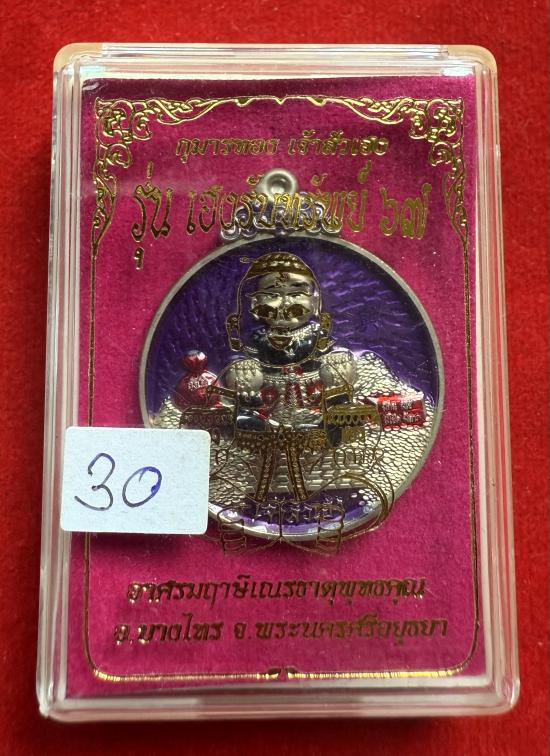 กุมารทอง เจ้าสัวเฮง
รุ่น เฮงรับทรัพย์ ๖๗
30
อาศรมฤาษีเณรธาตุพุทธคุณ
อ.บางไทร จ.พระนครศรีอยุธยา